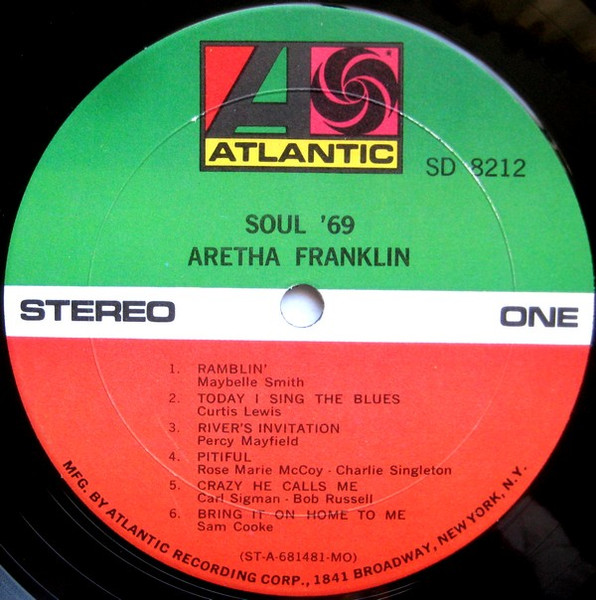 ATLANTIC
SD 8212
SOUL '69
ARETHA FRANKLIN
STEREO
ONE
1. RAMBLIN'
Maybelle Smith
2. TODAY I SING THE BLUES
Curtis Lewis
3. RIVER'S INVITATION
Percy Mayfield
4. PITIFUL
Rose Marie McCoy - Charlie Singleton
5. CRAZY HE CALLS ME
Carl Sigman - Bob Russell
6. BRING IT ON HOME TO ME
Sam Cooke
(ST-A-681481-MO)
MFG. BY ATLANTIC RECORDING CORP., 1841 BROADWAY, NEW YORK, N.Y.